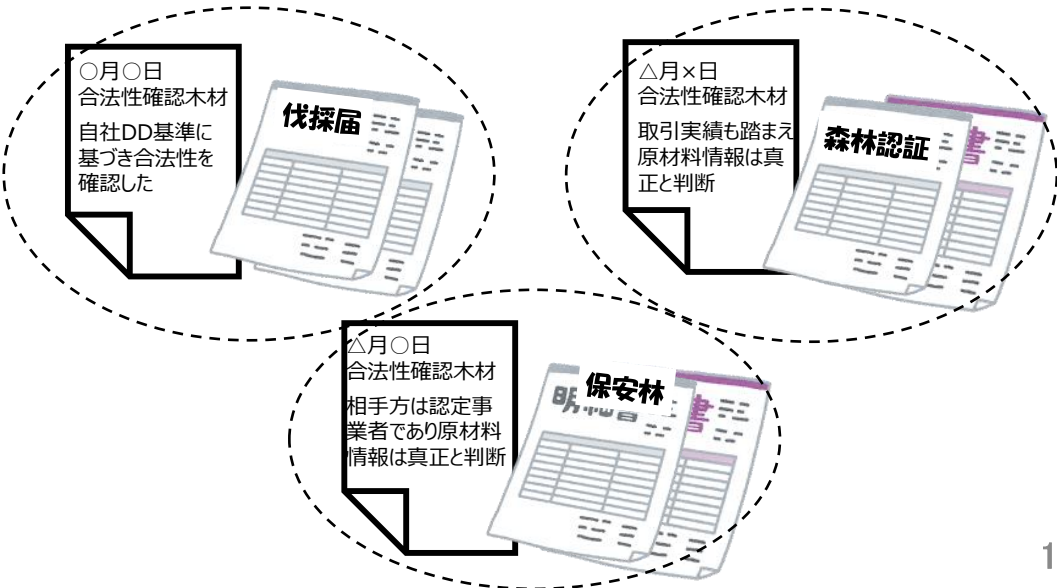 ○月○日
合法性確認木材
自社DD基準に
基づき合法性を
確認した
伐採届
△月×日
合法性確認木材
取引実績も踏まえ
原材料情報は真
正と判断
森林認証
書
△月○日
合法性確認木材
相手方は認定事
業者であり原材料
情報は真正と判断
保安林
書
1